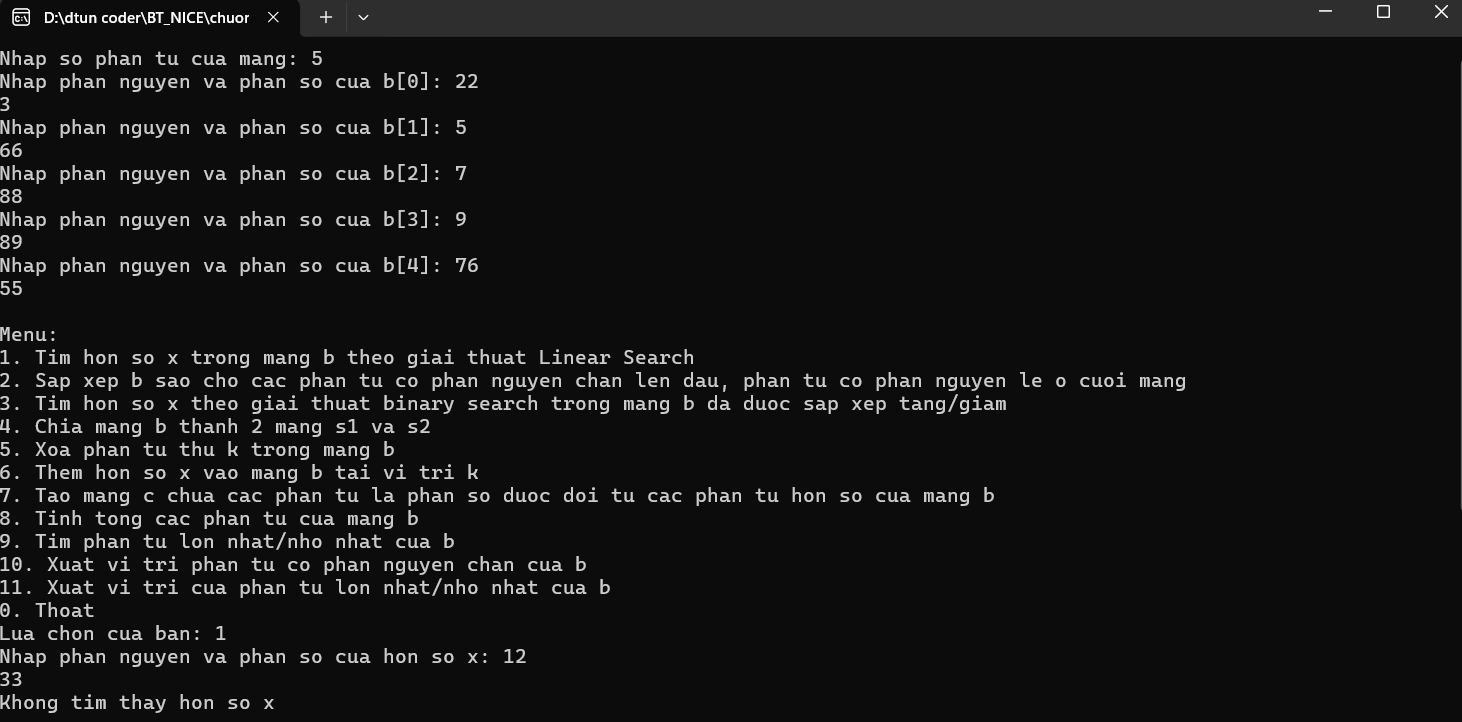 D:\dtun coder\BT_NICE\chuor
Nhap so phan tu cua mang: 5
Nhap phan nguyen va phan so cua b[0]: 22
3
Nhap phan nguyen va phan so cua b[1]: 5
66
Nhap phan nguyen va phan so cua b[2]: 7
88
Nhap phan nguyen va phan so cua b[3]: 9
89
Nhap phan nguyen va phan so cua b[4]: 76
55
Menu:
1. Tim hon so x trong mang b theo giai thuat Linear Search
2. Sap xep b sao cho cac phan tu co phan nguyen chan len dau, phan tu co phan nguyen le o cuoi mang
3. Tim hon so x theo giai thuat binary search trong mang b da duoc sap xep tang/giam
4. Chia mang b thanh 2 mang s1 va s2
5. Xoa phan tu thu k trong mang b
6. Them hon so x vao mang b tai vi tri k
7. Tao mang c chua cac phan tu la phan so duoc doi tu cac phan tu hon so cua mang b
8. Tinh tong cac phan tu cua mang b
9. Tim phan tu lon nhat/nho nhat cua b
10. Xuat vi tri phan tu co phan nguyen chan cua b
11. Xuat vi tri cua phan tu lon nhat/nho nhat cua b
0. Thoat
Lua chon cua ban: 1
Nhap phan nguyen va phan so cua hon so x: 12
33
Khong tim thay hon so x